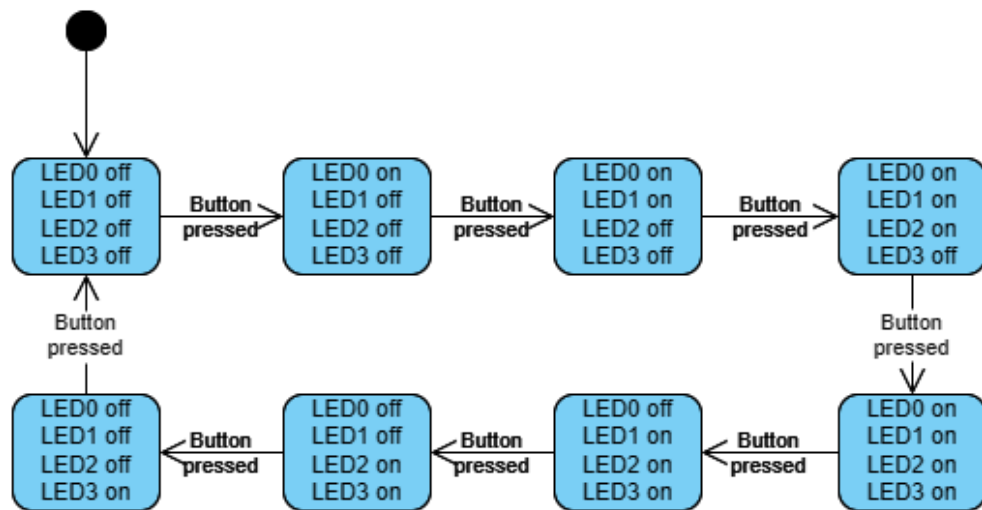 LED0 off
LED1 off
LED2 off
LED3 off
Button
pressed
LED0 on
LED1 off
LED2 off
LED3 off
Button
pressed
LED0 on
LED1 on
LED2 off
LED3 off
Button
pressed
LED0 on
LED1 on
LED2 on
LED3 off
Button
pressed
LED0 on
LED1 on
LED2 on
LED3 on
Button
pressed
LED0 off
LED1 on
LED2 on
LED3 on
Button
pressed
LED0 off
LED1 off
LED2 on
LED3 on
Button
pressed
LED0 off
LED1 off
LED2 off
LED3 on
Button
pressed